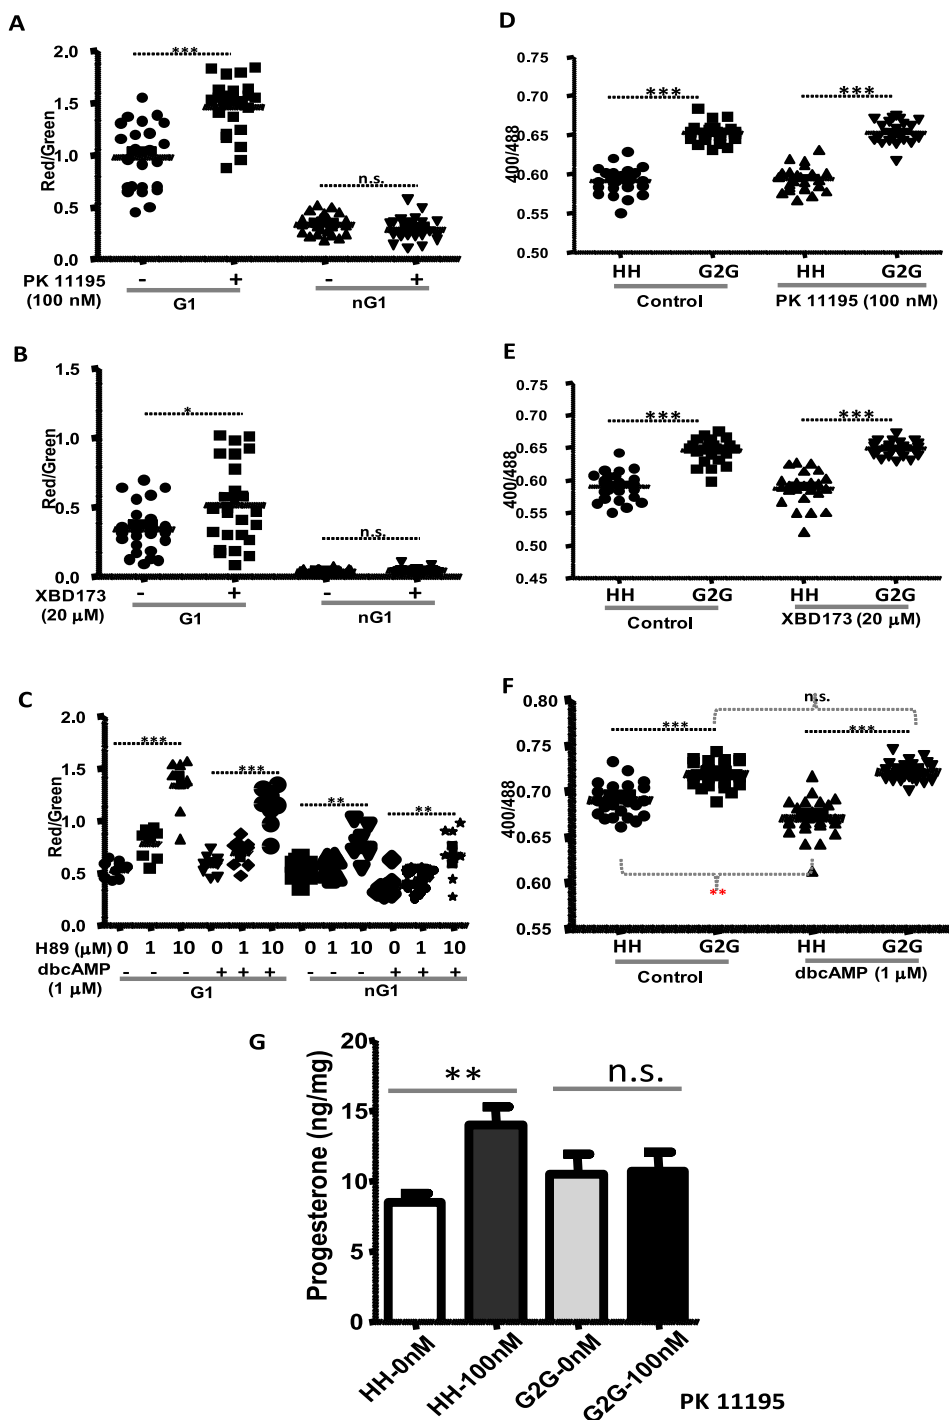 A
2.0
1.5
1.0
0.5
0.0
Red/Green
***
n.s.
PK 11195
(100 nM)
- + - +
G1 nG1
B
1.5
1.0
0.5
0.0
Red/Green
*
n.s.
XBD173
(20 μM)
- + - +
G1 nG1
C
2.0
1.5
1.0
0.5
0.0
Red/Green
*** *** ** **
H89 (μM) 0 1 10 0 1 10 0 1 10 0 1 10
dbcAMP - - - + + + - - - + + +
(1 μM)
G1 nG1
D
0.75
0.70
0.65
0.60
0.55
0.50
400/488
*** ***
HH G2G HH G2G
Control PK 11195 (100 nM)
E
0.75
0.70
0.65
0.60
0.55
0.50
0.45
400/488
*** ***
HH G2G HH G2G
Control XBD173 (20 μM)
F
0.80
0.75
0.70
0.65
0.60
0.55
400/488
n.s.
*** ***
**
HH G2G HH G2G
Control dbcAMP (1 μM)
G
20
15
10
5
0
Progesterone (ng/mg)
** n.s.
HH-0nM HH-100nM G2G-0nM G2G-100nM
PK 11195